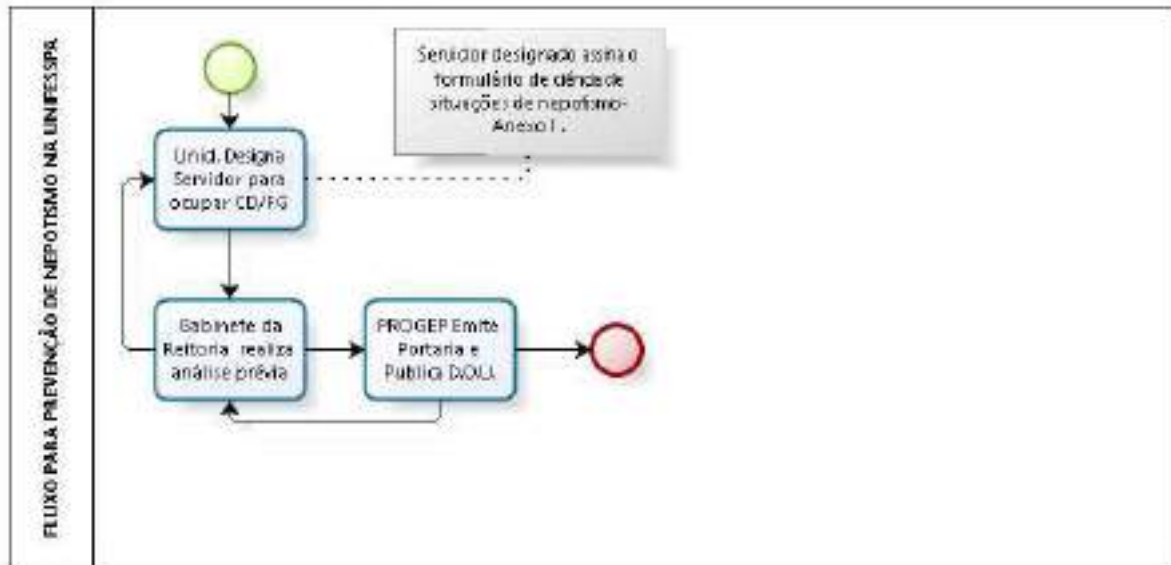 FLUXO PARA PREVENÇÃO DE NEPOTISMO NA UNIFESSPA
Servidor designado assina o
formulário de ciência de
situações de nepotismo-
Anexo I .
Unid. Designa
Servidor para
ocupar CD/FG
Gabinete da
Reitoria realiza
análise prévia
PROGEP Emite
Portaria e
Publica D.O.U.